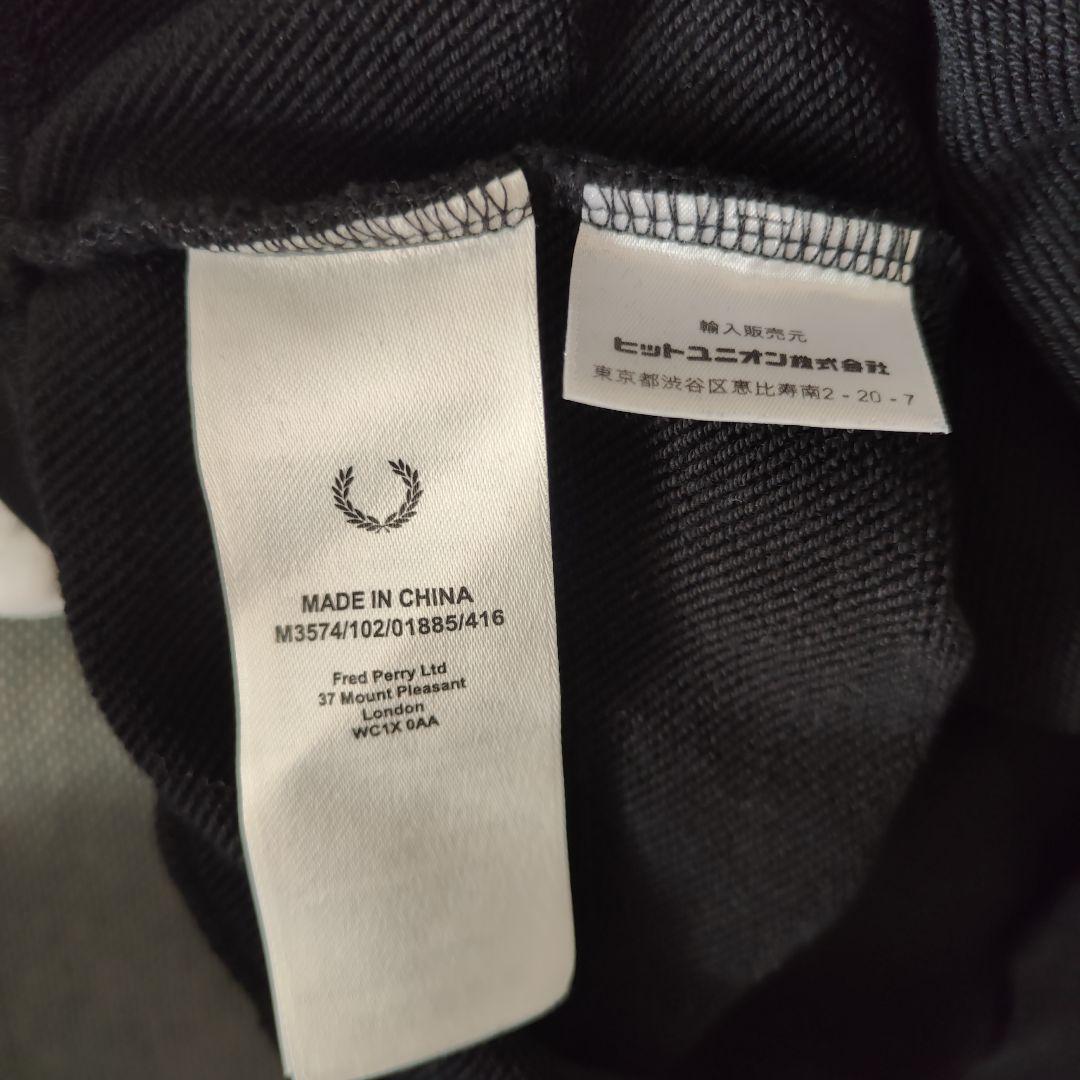 MADE IN CHINA
M3574/102/01885/416
Fred Perry Ltd
37 Mount Pleasant
London
WC1X 0AA
輸入販売元
ヒットユニオン株式会社
東京都渋谷区恵比寿南2-20-7